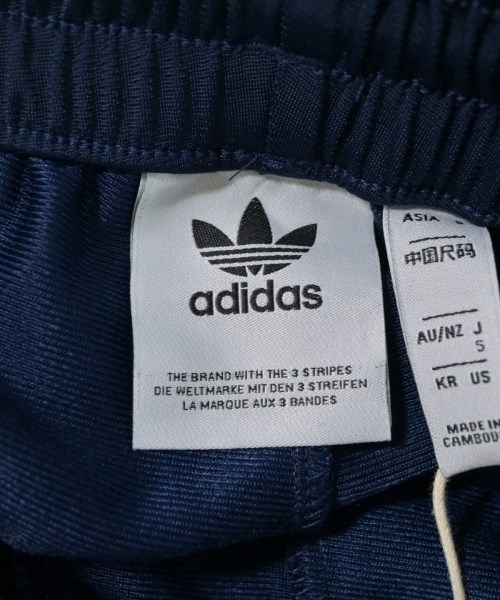 adidas
THE BRAND WITH THE 3 STRIPES
DIE WELTMARKE MIT DEN 3 STREIFEN
LA MARQUE AUX 3 BANDES
ASIA
中国尺码
AU/NZ J
S
KR US
MADE IN